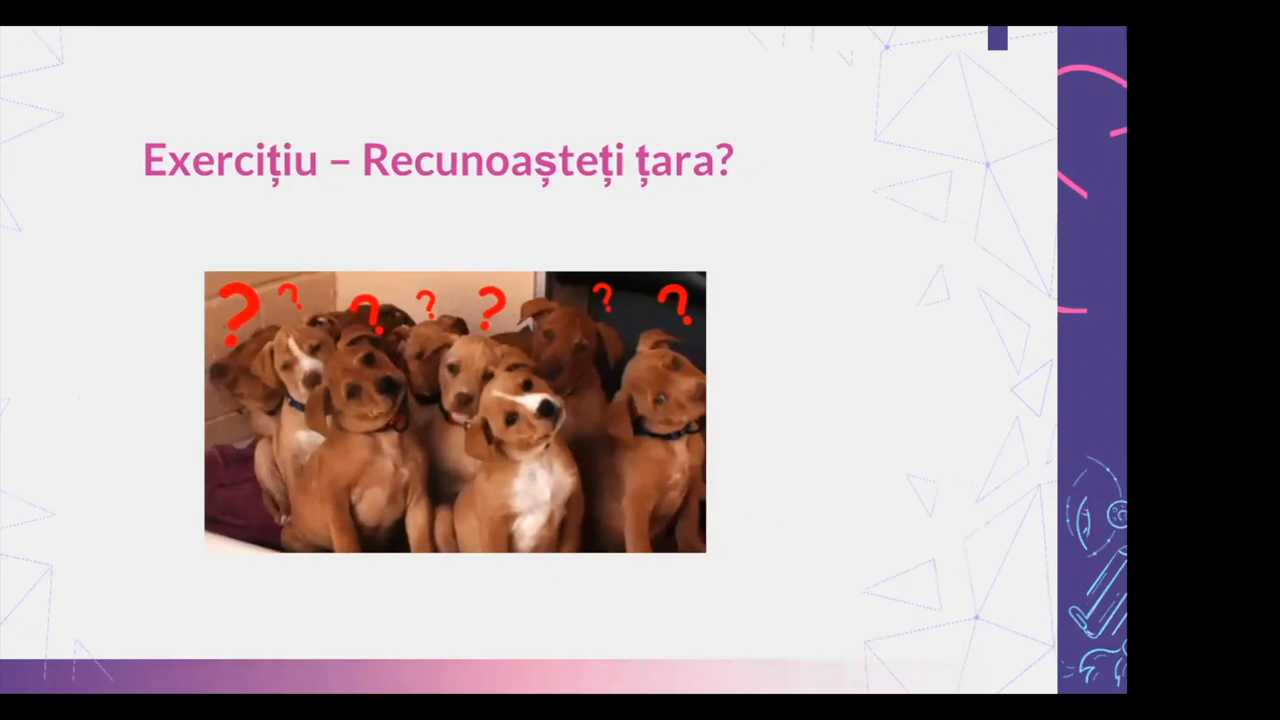 Exercițiu – Recunoașteți țara?
? ? ? ? ? ? ?